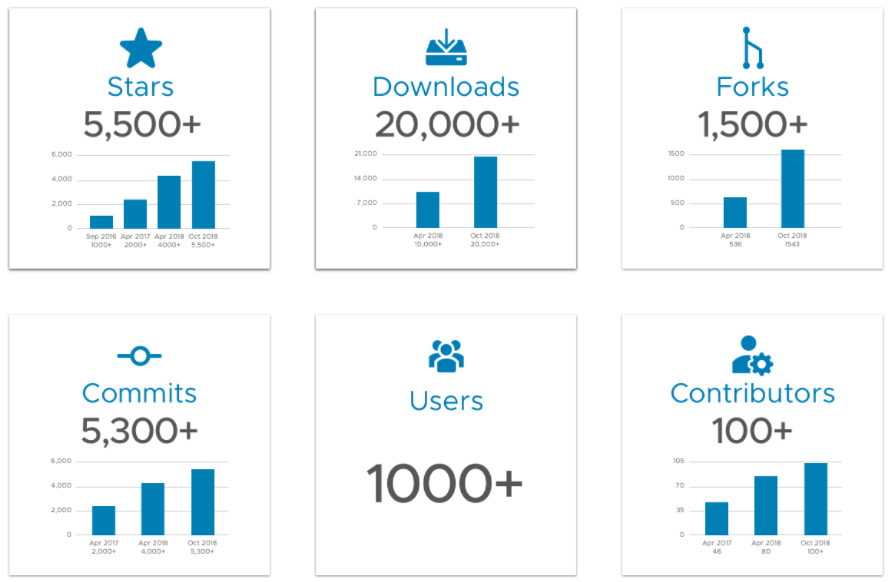 Stars
5,500+
6,000
4,000
2,000
0
Sep 2016 Apr 2017 Apr 2018 Oct 2018
1000+ 2000+ 4000+ 5,500+
Downloads
20,000+
21,000
14,000
7,000
0
Apr 2018 Oct 2018
10,000+ 20,000+
Forks
1,500+
1500
1000
500
0
Apr 2018 Oct 2018
536 1543
Commits
5,300+
6,000
4,000
2,000
0
Apr 2017 Apr 2018 Oct 2018
2,000+ 4,000+ 5,300+
Users
1000+
Contributors
100+
105
70
35
0
Apr 2017 Apr 2018 Oct 2018
46 80 100+